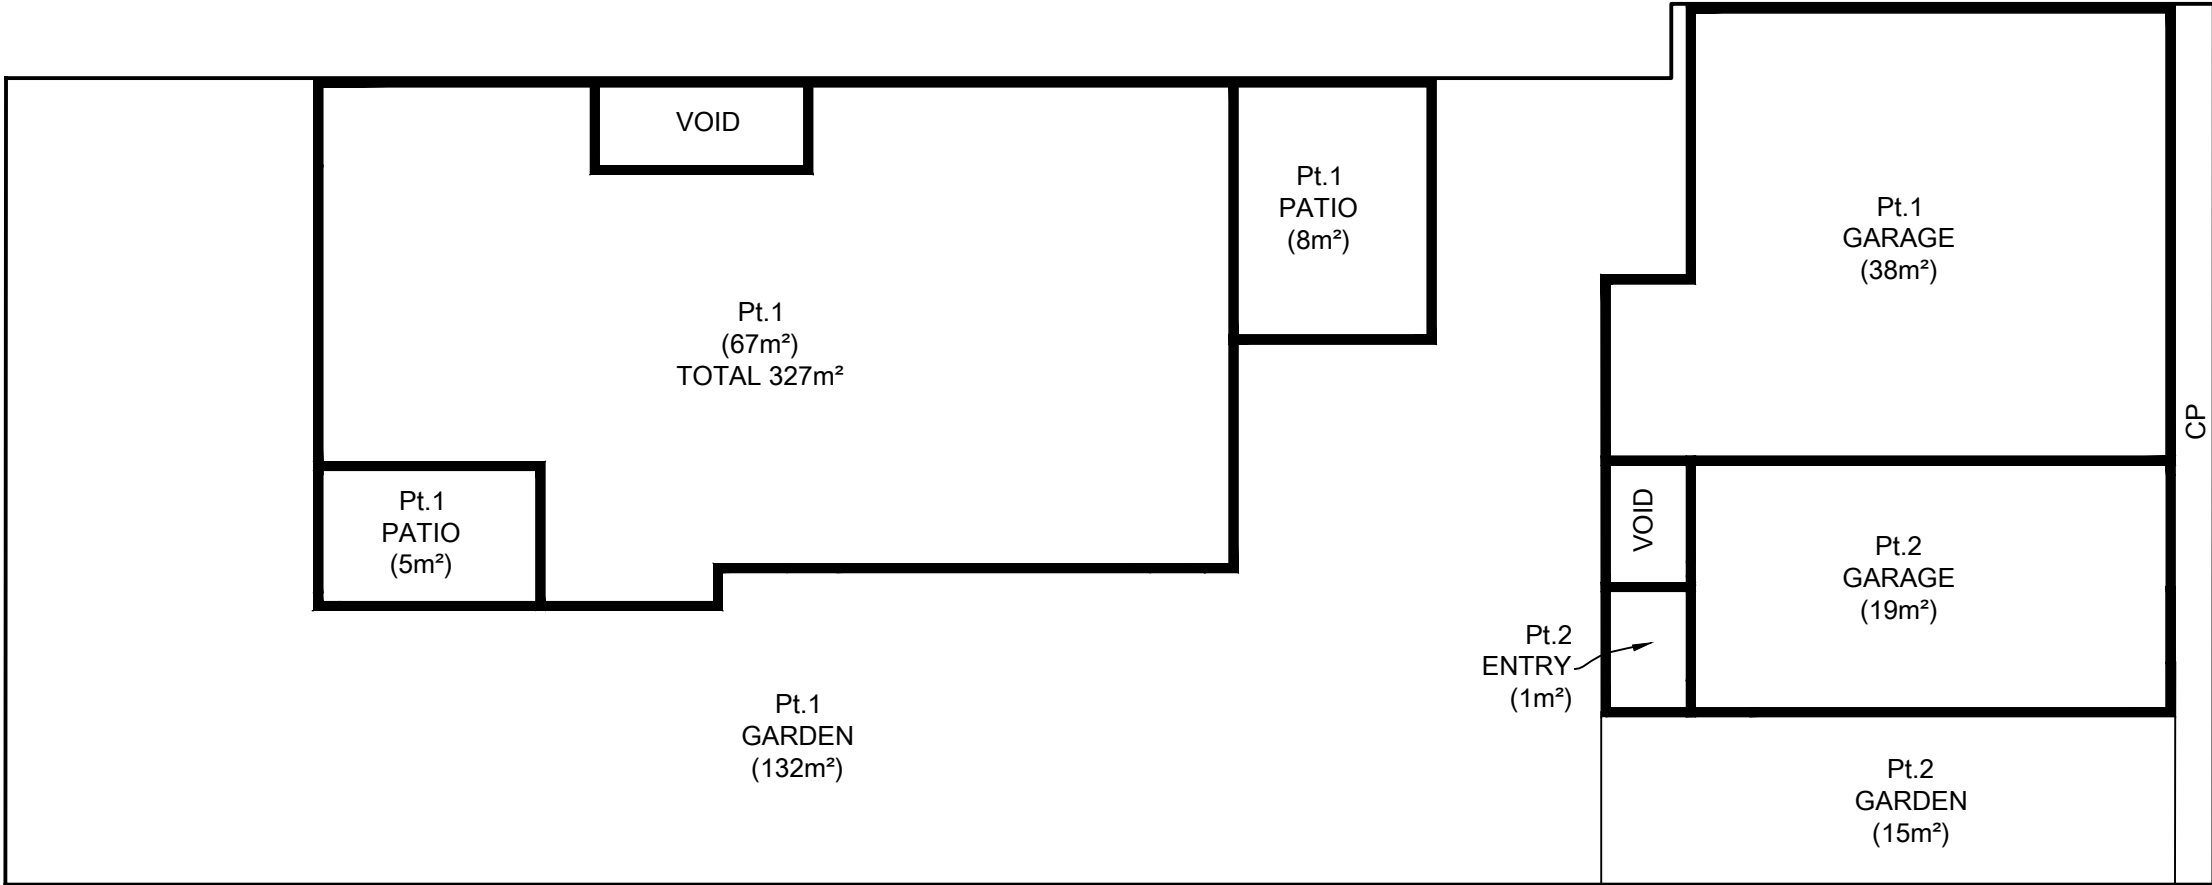 VOID
Pt.1
PATIO
(8m²)
Pt.1
GARAGE
(38m²)
Pt.1
(67m²)
TOTAL 327m²
CP
Pt.1
PATIO
(5m²)
VOID
Pt.2
GARAGE
(19m²)
Pt.2
ENTRY
(1m²)
Pt.1
GARDEN
(132m²)
Pt.2
GARDEN
(15m²)